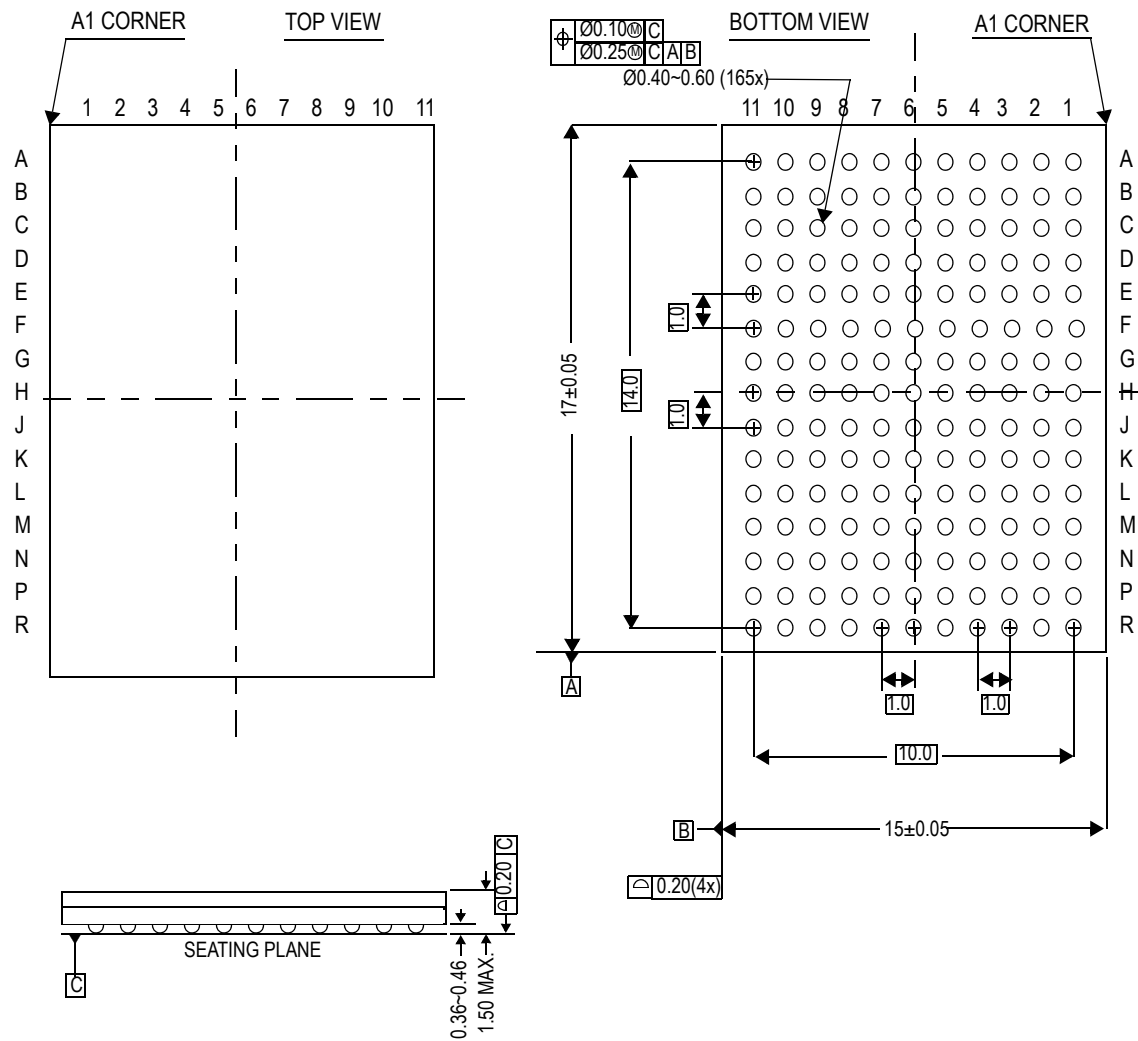 A1 CORNER
TOP VIEW
1 2 3 4 5 6 7 8 9 10 11
A
B
C
D
E
F
G
H
J
K
L
M
N
P
R
Ø0.10Ⓜ C
Ø0.25Ⓜ C A B
BOTTOM VIEW
A1 CORNER
Ø0.40~0.60 (165x)
11 10 9 8 7 6 5 4 3 2 1
A
B
C
D
E
F
G
H
J
K
L
M
N
P
R
17±0.05
14.0
1.0
1.0
A
1.0
1.0
10.0
B
15±0.05
0.20(4x)
0.20 C
SEATING PLANE
C
0.36~0.46
1.50 MAX.